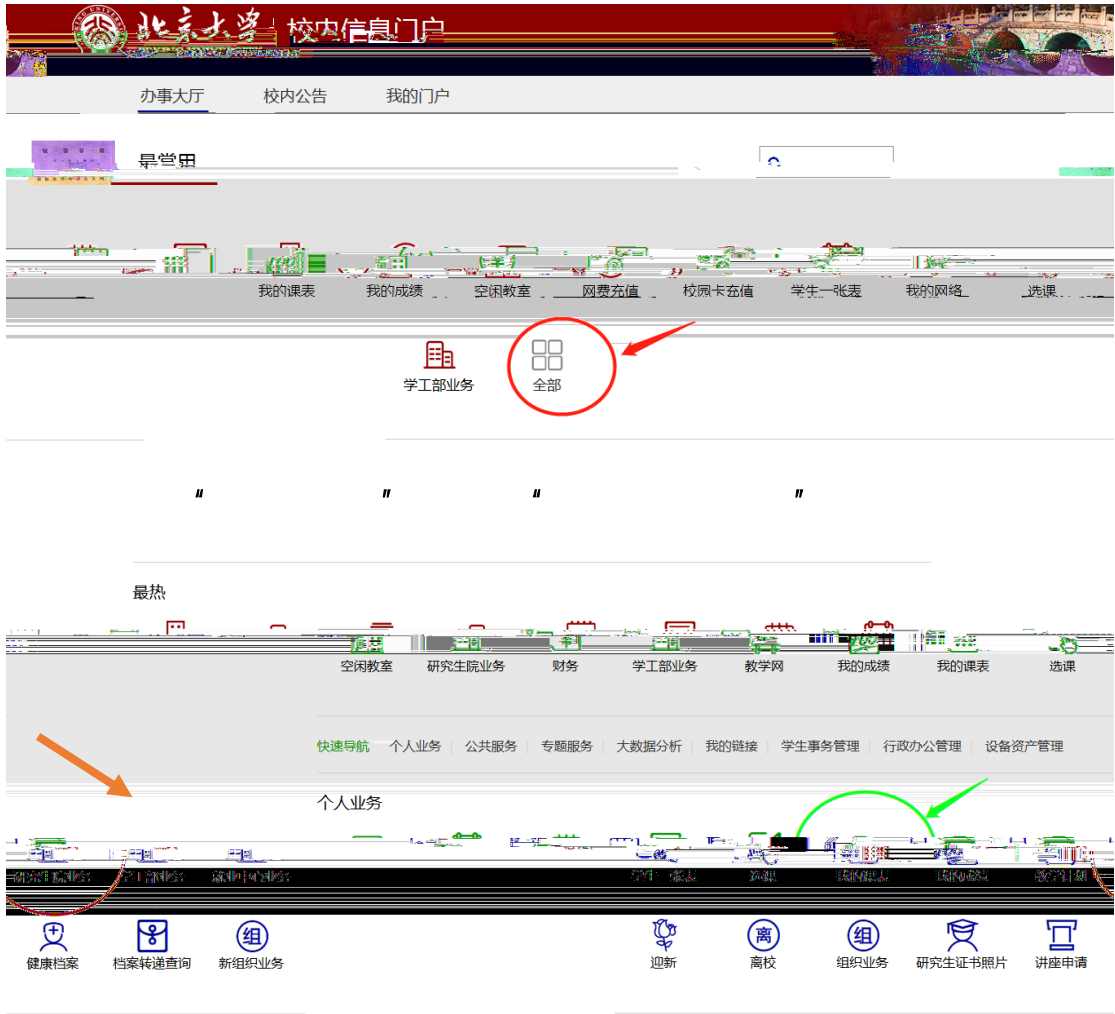 北京大学 校内信息门户
办事大厅 校内公告 我的门户
最常用
我的课表 我的成绩 空闲教室 网费充值 校园卡充值 学生一张表 我的网络 选课
学工部业务 全部
“ ” “ ”
最热
空闲教室 研究生院业务 财务 学工部业务 教学网 我的成绩 我的课表 选课
快速导航 个人业务 公共服务 专题服务 大数据分析 我的链接 学生事务管理 行政办公管理 设备资产管理
个人业务
健康档案 档案转递查询 新组织业务 迎新 离校 组织业务 研究生证书照片 讲座申请